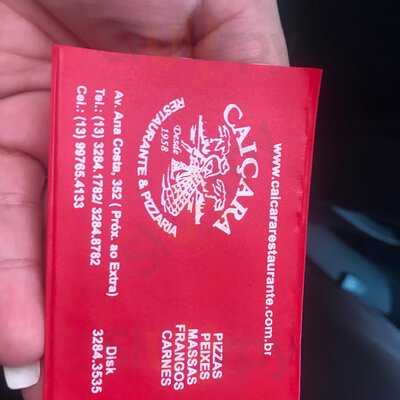 www.caicararestaurante.com.br
CAIÇARA
Desde
1958
RESTAURANTE & PIZZARIA
PIZZAS
PEIXES
MASSAS
FRANGOS
CARNES
Av. Ana Costa, 352 ( Próx. ao Extra)
Tel.: (13) 3284.1782/ 3284.8782
Cel.: (13) 99765.4133
Disk
3284.3535